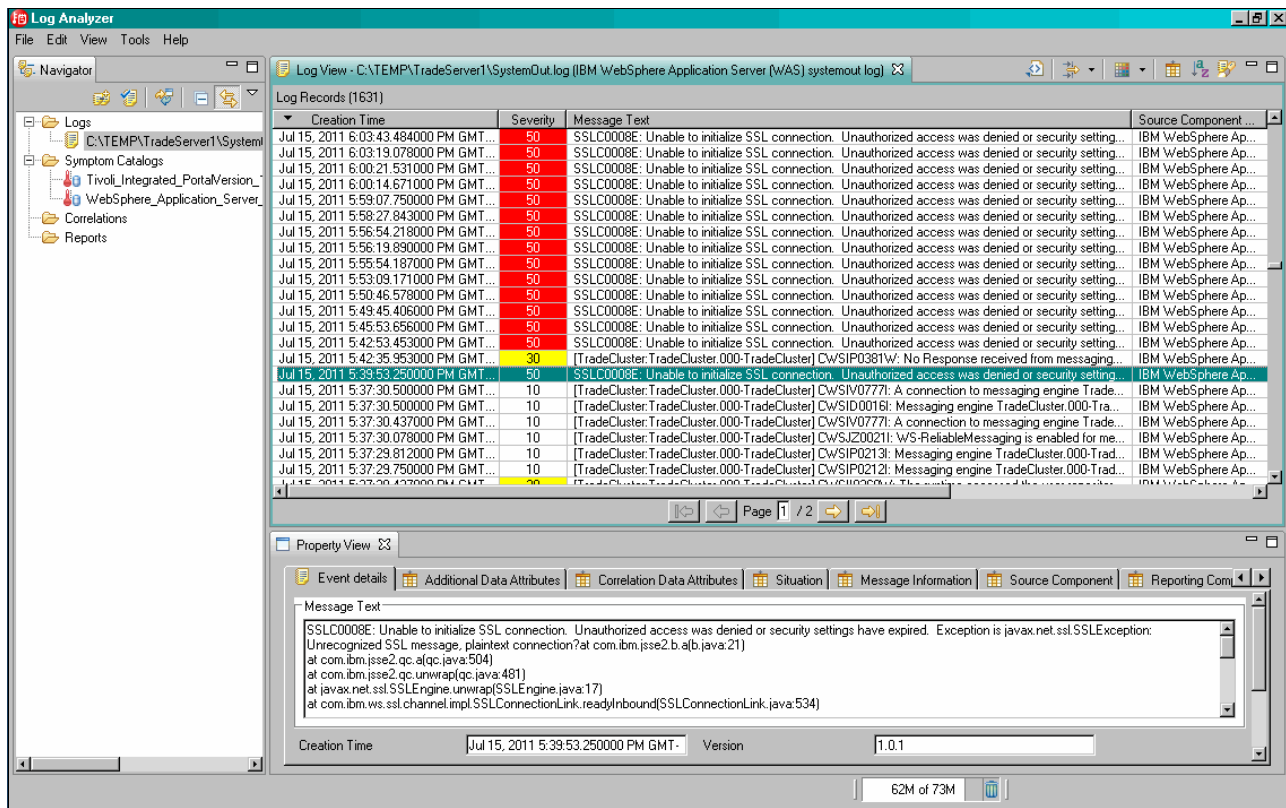 Log Analyzer
File Edit View Tools Help
Navigator
Logs
C:\TEMP\TradeServer1\System
Symptom Catalogs
Tivoli_Integrated_PortalVersion_
WebSphere_Application_Server_
Correlations
Reports
Log View - C:\TEMP\TradeServer1\SystemOut.log (IBM WebSphere Application Server (WAS) systemout log)
Log Records (1631)
Creation Time Severity Message Text Source Component ...
Jul 15, 2011 6:03:43.484000 PM GMT... 50 SSLC0008E: Unable to initialize SSL connection. Unauthorized access was denied or security setting... IBM WebSphere Ap...
Jul 15, 2011 6:03:19.078000 PM GMT... 50 SSLC0008E: Unable to initialize SSL connection. Unauthorized access was denied or security setting... IBM WebSphere Ap...
Jul 15, 2011 6:00:21.531000 PM GMT... 50 SSLC0008E: Unable to initialize SSL connection. Unauthorized access was denied or security setting... IBM WebSphere Ap...
Jul 15, 2011 6:00:14.671000 PM GMT... 50 SSLC0008E: Unable to initialize SSL connection. Unauthorized access was denied or security setting... IBM WebSphere Ap...
Jul 15, 2011 5:59:07.750000 PM GMT... 50 SSLC0008E: Unable to initialize SSL connection. Unauthorized access was denied or security setting... IBM WebSphere Ap...
Jul 15, 2011 5:58:27.843000 PM GMT... 50 SSLC0008E: Unable to initialize SSL connection. Unauthorized access was denied or security setting... IBM WebSphere Ap...
Jul 15, 2011 5:56:54.218000 PM GMT... 50 SSLC0008E: Unable to initialize SSL connection. Unauthorized access was denied or security setting... IBM WebSphere Ap...
Jul 15, 2011 5:56:19.890000 PM GMT... 50 SSLC0008E: Unable to initialize SSL connection. Unauthorized access was denied or security setting... IBM WebSphere Ap...
Jul 15, 2011 5:55:54.187000 PM GMT... 50 SSLC0008E: Unable to initialize SSL connection. Unauthorized access was denied or security setting... IBM WebSphere Ap...
Jul 15, 2011 5:53:09.171000 PM GMT... 50 SSLC0008E: Unable to initialize SSL connection. Unauthorized access was denied or security setting... IBM WebSphere Ap...
Jul 15, 2011 5:50:46.578000 PM GMT... 50 SSLC0008E: Unable to initialize SSL connection. Unauthorized access was denied or security setting... IBM WebSphere Ap...
Jul 15, 2011 5:49:45.406000 PM GMT... 50 SSLC0008E: Unable to initialize SSL connection. Unauthorized access was denied or security setting... IBM WebSphere Ap...
Jul 15, 2011 5:45:53.656000 PM GMT... 50 SSLC0008E: Unable to initialize SSL connection. Unauthorized access was denied or security setting... IBM WebSphere Ap...
Jul 15, 2011 5:42:53.453000 PM GMT... 50 SSLC0008E: Unable to initialize SSL connection. Unauthorized access was denied or security setting... IBM WebSphere Ap...
Jul 15, 2011 5:42:35.953000 PM GMT... 30 [TradeCluster:TradeCluster.000-TradeCluster] CWSIP0381W: No Response received from messaging... IBM WebSphere Ap...
Jul 15, 2011 5:39:53.250000 PM GMT... 50 SSLC0008E: Unable to initialize SSL connection. Unauthorized access was denied or security setting... IBM WebSphere Ap...
Jul 15, 2011 5:37:30.500000 PM GMT... 10 [TradeCluster:TradeCluster.000-TradeCluster] CWSIV0777I: A connection to messaging engine Trade... IBM WebSphere Ap...
Jul 15, 2011 5:37:30.500000 PM GMT... 10 [TradeCluster:TradeCluster.000-TradeCluster] CWSID0016I: Messaging engine TradeCluster.000-Tra... IBM WebSphere Ap...
Jul 15, 2011 5:37:30.437000 PM GMT... 10 [TradeCluster:TradeCluster.000-TradeCluster] CWSIV0777I: A connection to messaging engine Trade... IBM WebSphere Ap...
Jul 15, 2011 5:37:30.078000 PM GMT... 10 [TradeCluster:TradeCluster.000-TradeCluster] CWSJZ0021I: WS-ReliableMessaging is enabled for me... IBM WebSphere Ap...
Jul 15, 2011 5:37:29.812000 PM GMT... 10 [TradeCluster:TradeCluster.000-TradeCluster] CWSIP0213I: Messaging engine TradeCluster.000-Trad... IBM WebSphere Ap...
Jul 15, 2011 5:37:29.750000 PM GMT... 10 [TradeCluster:TradeCluster.000-TradeCluster] CWSIP0212I: Messaging engine TradeCluster.000-Trad... IBM WebSphere Ap...
Page 1 / 2
Property View
Event details Additional Data Attributes Correlation Data Attributes Situation Message Information Source Component Reporting Com
Message Text
SSLC0008E: Unable to initialize SSL connection. Unauthorized access was denied or security settings have expired. Exception is javax.net.ssl.SSLException:
Unrecognized SSL message, plaintext connection?at com.ibm.jsse2.b.a(b.java:21)
at com.ibm.jsse2.qc.a(qc.java:504)
at com.ibm.jsse2.qc.unwrap(qc.java:481)
at javax.net.ssl.SSLEngine.unwrap(SSLEngine.java:17)
at com.ibm.ws.ssl.channel.impl.SSLConnectionLink.readyInbound(SSLConnectionLink.java:534)
Creation Time Jul 15, 2011 5:39:53.250000 PM GMT- Version 1.0.1
62M of 73M